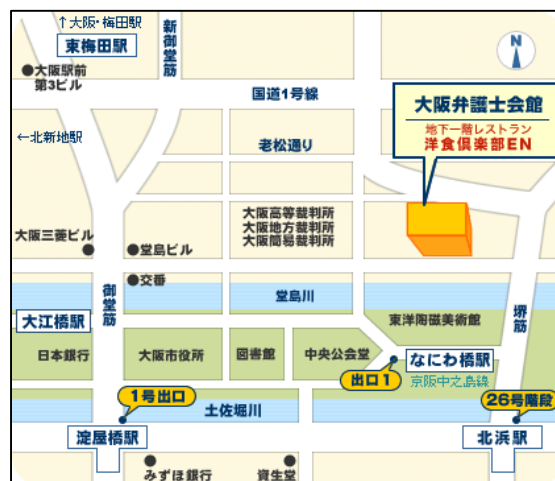 ↑大阪・梅田駅
東梅田駅
新御堂筋
N
●大阪駅前
第3ビル
国道1号線
大阪弁護士会館
地下一階レストラン
洋食倶楽部EN
←北新地駅
老松通り
大阪高等裁判所
大阪地方裁判所
大阪簡易裁判所
大阪三菱ビル
堂島ビル
交番
御堂筋
堂島川
堺筋
大江橋駅
東洋陶磁美術館
日本銀行
大阪市役所
図書館
中央公会堂
なにわ橋駅
出口1
京阪中之島線
1号出口
土佐堀川
26号階段
淀屋橋駅
北浜駅
みずほ銀行
資生堂